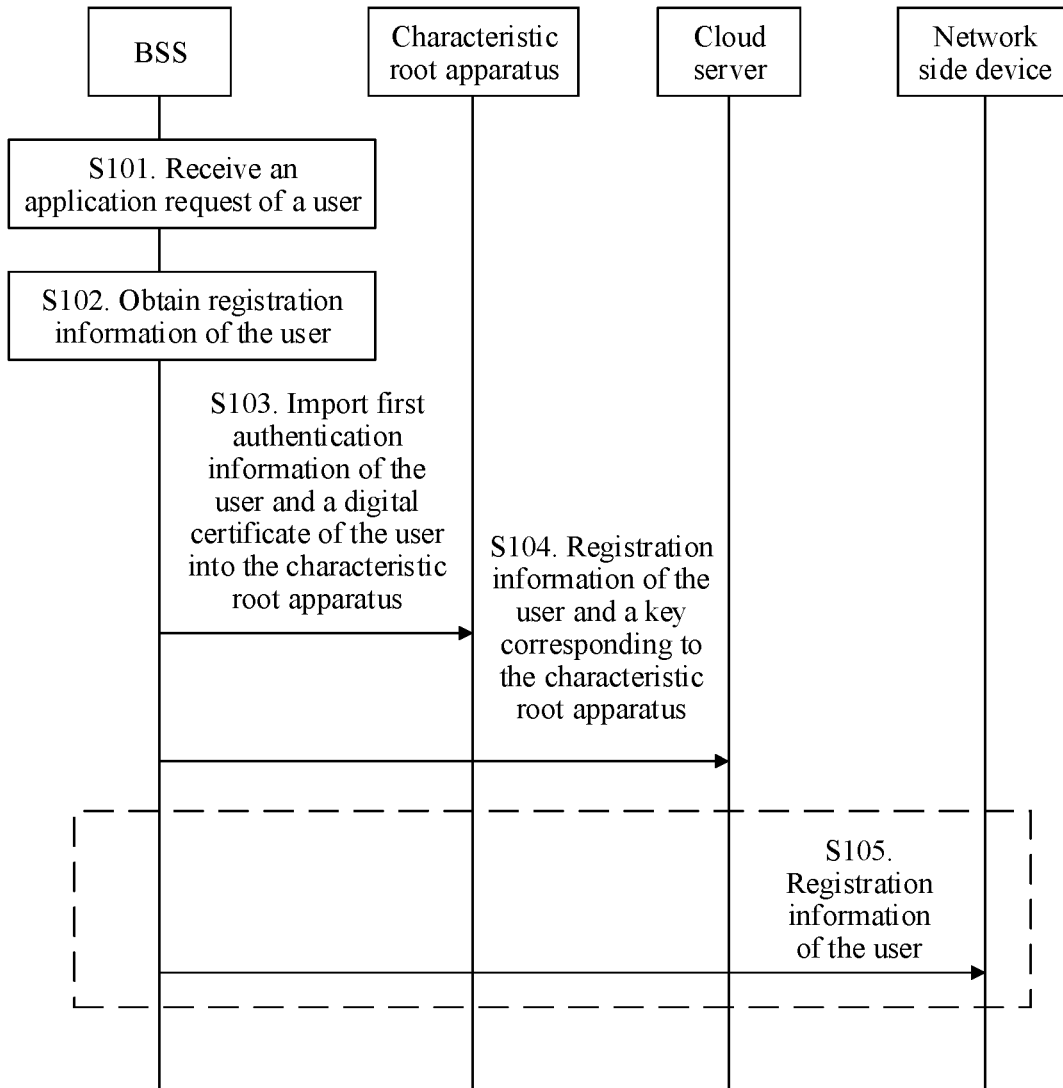 BSS
Characteristic
root apparatus
Cloud
server
Network
side device
S101. Receive an
application request of a user
S102. Obtain registration
information of the user
S103. Import first
authentication
information of the
user and a digital
certificate of the user
into the characteristic
root apparatus
S104. Registration
information of the
user and a key
corresponding to
the characteristic
root apparatus
S105.
Registration
information
of the user